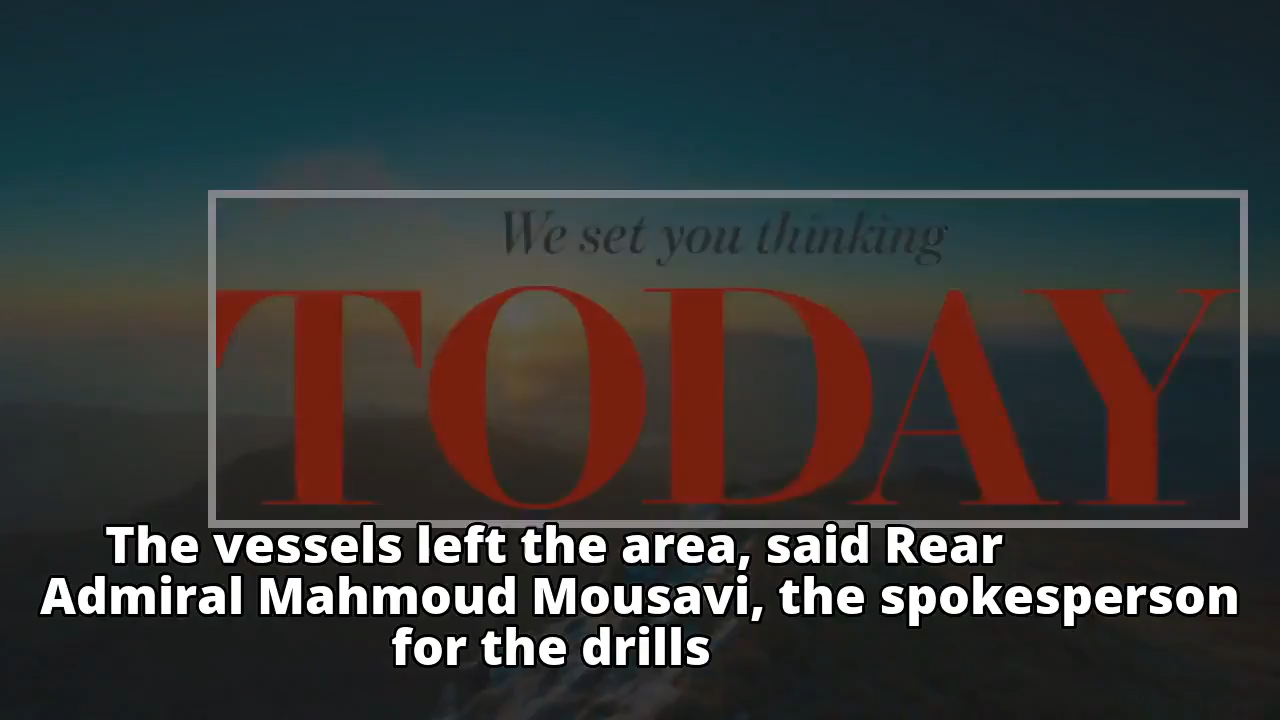 We set you thinking
TODAY
The vessels left the area, said Rear
Admiral Mahmoud Mousavi, the spokesperson
for the drills